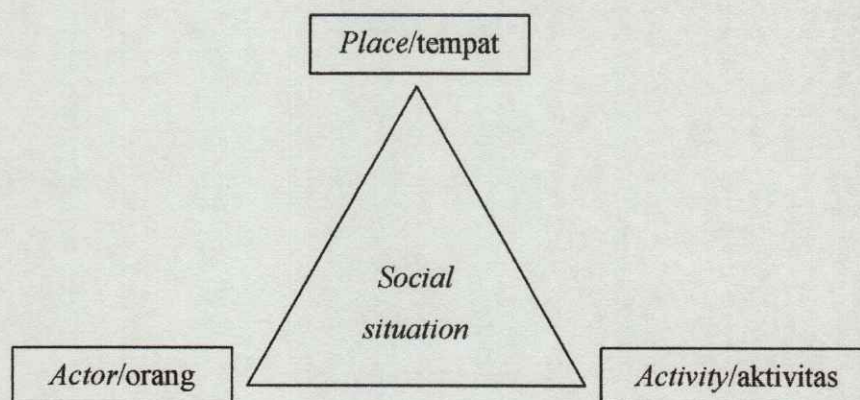 Place/tempat
Social
situation
Actor/orang
Activity/aktivitas